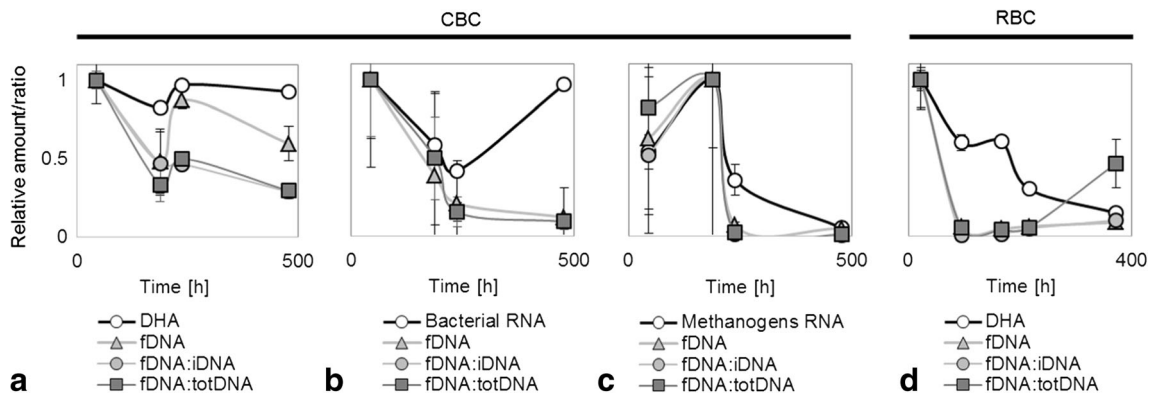 CBC
RBC
Relative amount/ratio
1
0.5
0
0 500
0 500
0 500
0 400
Time [h]
Time [h]
Time [h]
Time [h]
a
DHA
fDNA
fDNA:iDNA
fDNA:totDNA
b
Bacterial RNA
fDNA
fDNA:iDNA
fDNA:totDNA
c
Methanogens RNA
fDNA
fDNA:iDNA
fDNA:totDNA
d
DHA
fDNA
fDNA:iDNA
fDNA:totDNA